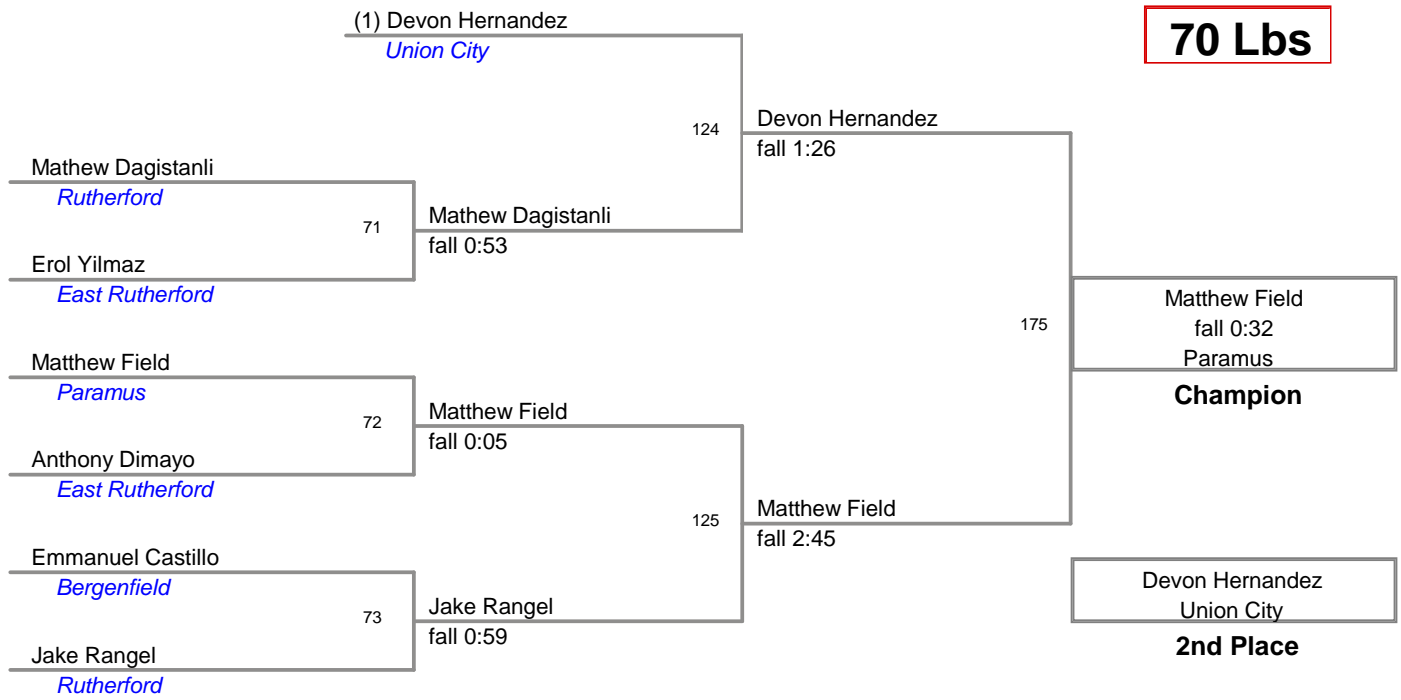 (1) Devon Hernandez
Union City
70 Lbs
124
Devon Hernandez
fall 1:26
Mathew Dagistanli
Rutherford
71
Mathew Dagistanli
fall 0:53
Erol Yilmaz
East Rutherford
175
Matthew Field
fall 0:32
Paramus
Champion
Matthew Field
Paramus
72
Matthew Field
fall 0:05
Anthony Dimayo
East Rutherford
125
Matthew Field
fall 2:45
Emmanuel Castillo
Bergenfield
73
Jake Rangel
fall 0:59
Jake Rangel
Rutherford
Devon Hernandez
Union City
2nd Place